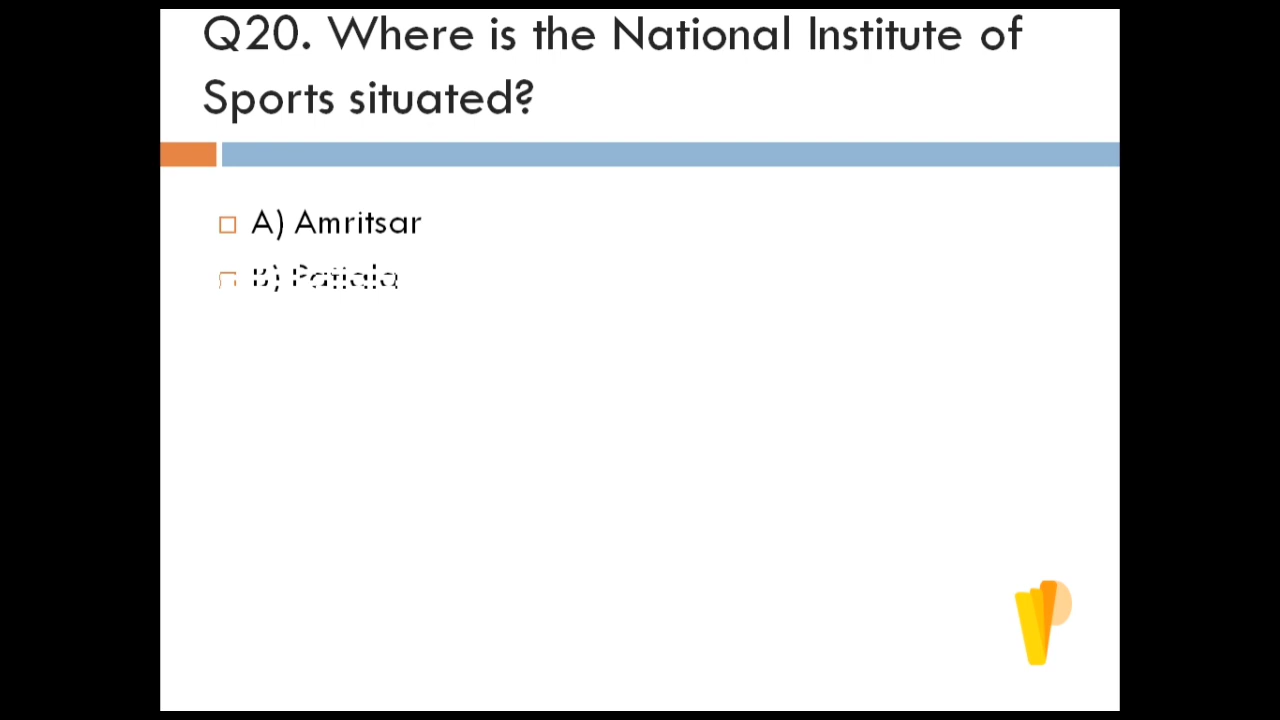 Q20. Where is the National Institute of
Sports situated?
A) Amritsar
B) Patiala